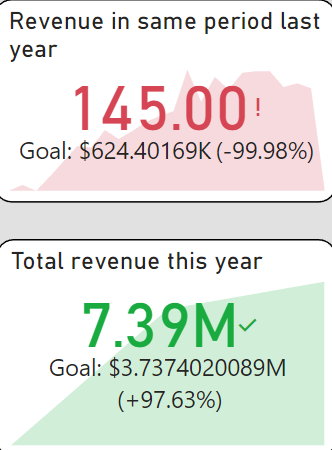 Revenue in same period last
year
145.00!
Goal: $624.40169K (-99.98%)
Total revenue this year
7.39M✓
Goal: $3.7374020089M
(+97.63%)